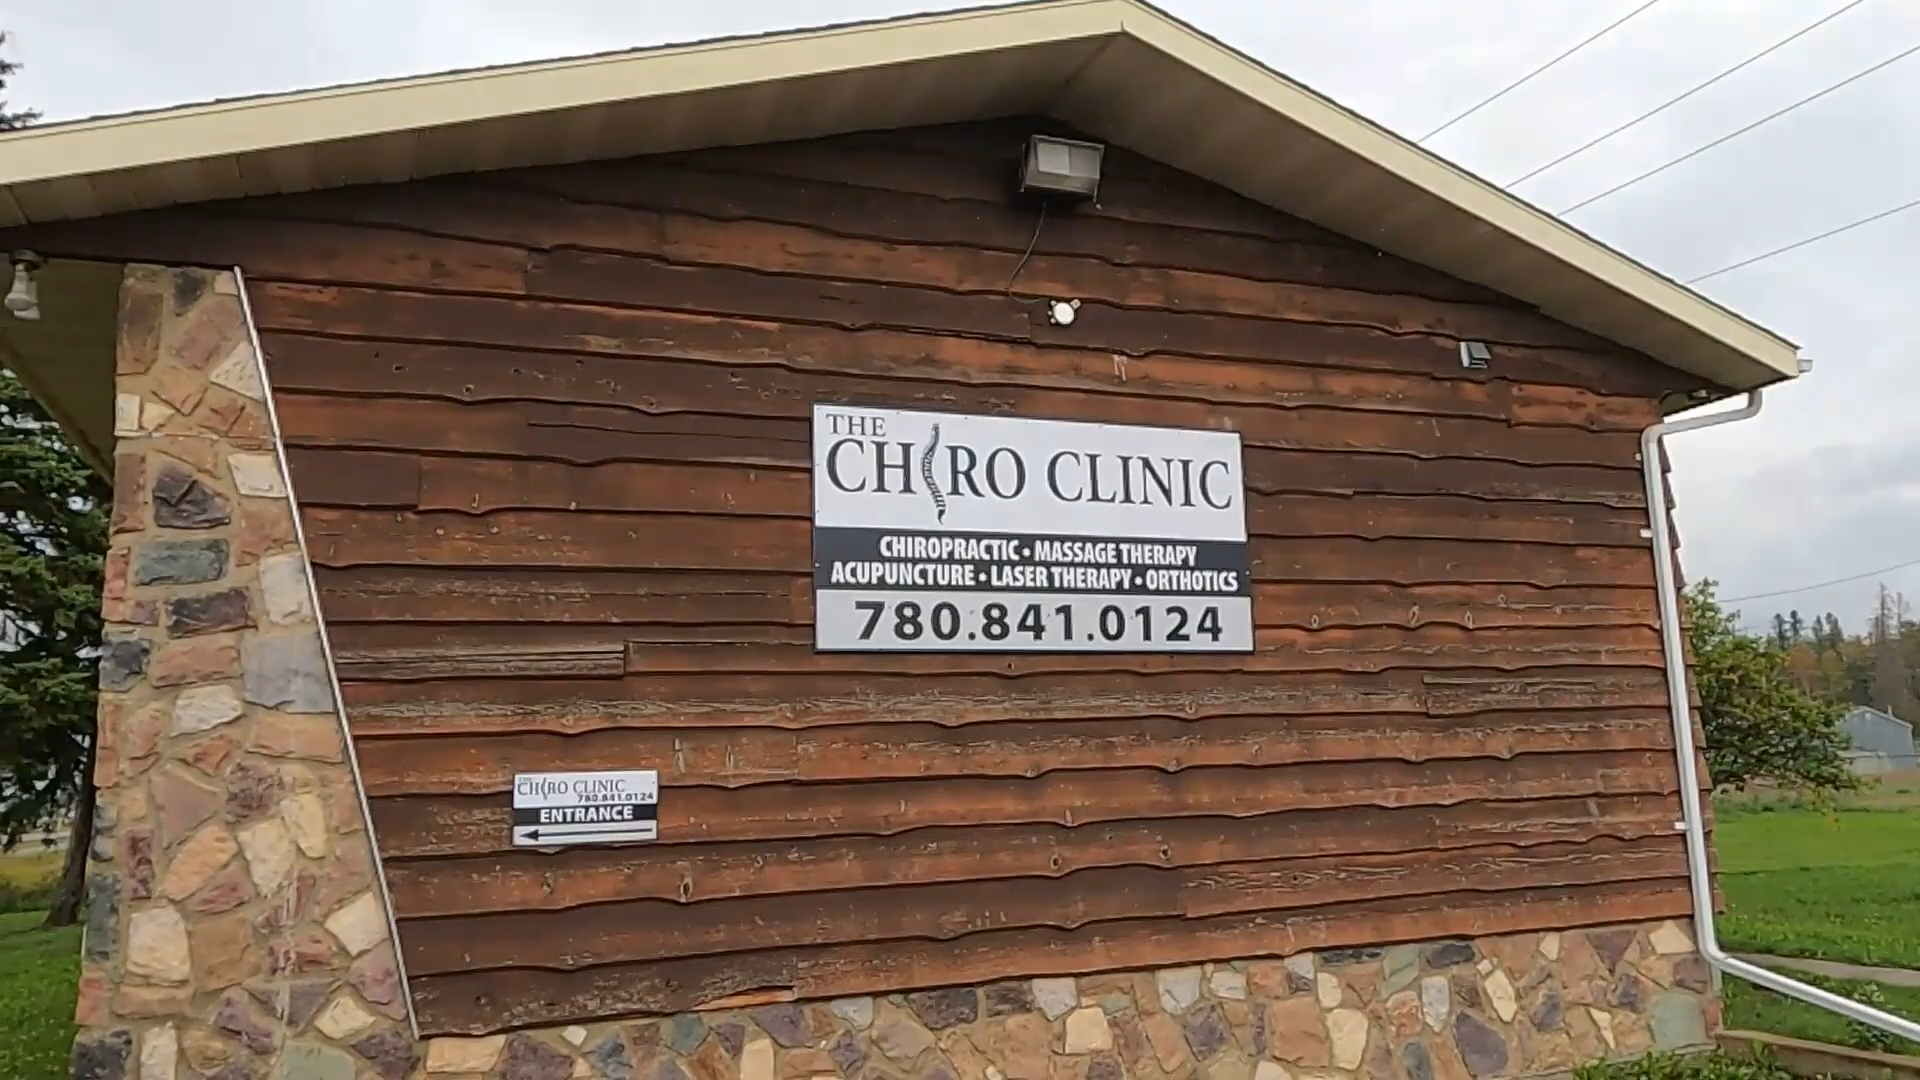 THE
CHIRO CLINIC
CHIROPRACTIC • MASSAGE THERAPY
ACUPUNCTURE • LASER THERAPY • ORTHOTICS
780.841.0124
THE
CHIRO CLINIC
780.841.0124
ENTRANCE